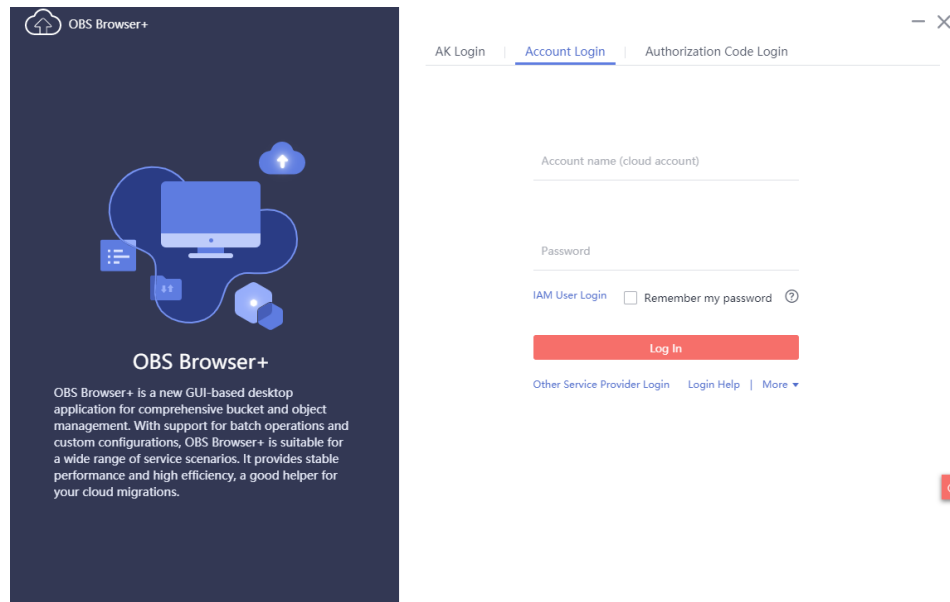 OBS Browser+
AK Login | Account Login | Authorization Code Login
Account name (cloud account)
Password
IAM User Login Remember my password ?
Log In
Other Service Provider Login Login Help | More
OBS Browser+
OBS Browser+ is a new GUI-based desktop
application for comprehensive bucket and object
management. With support for batch operations and
custom configurations, OBS Browser+ is suitable for
a wide range of service scenarios. It provides stable
performance and high efficiency, a good helper for
your cloud migrations.